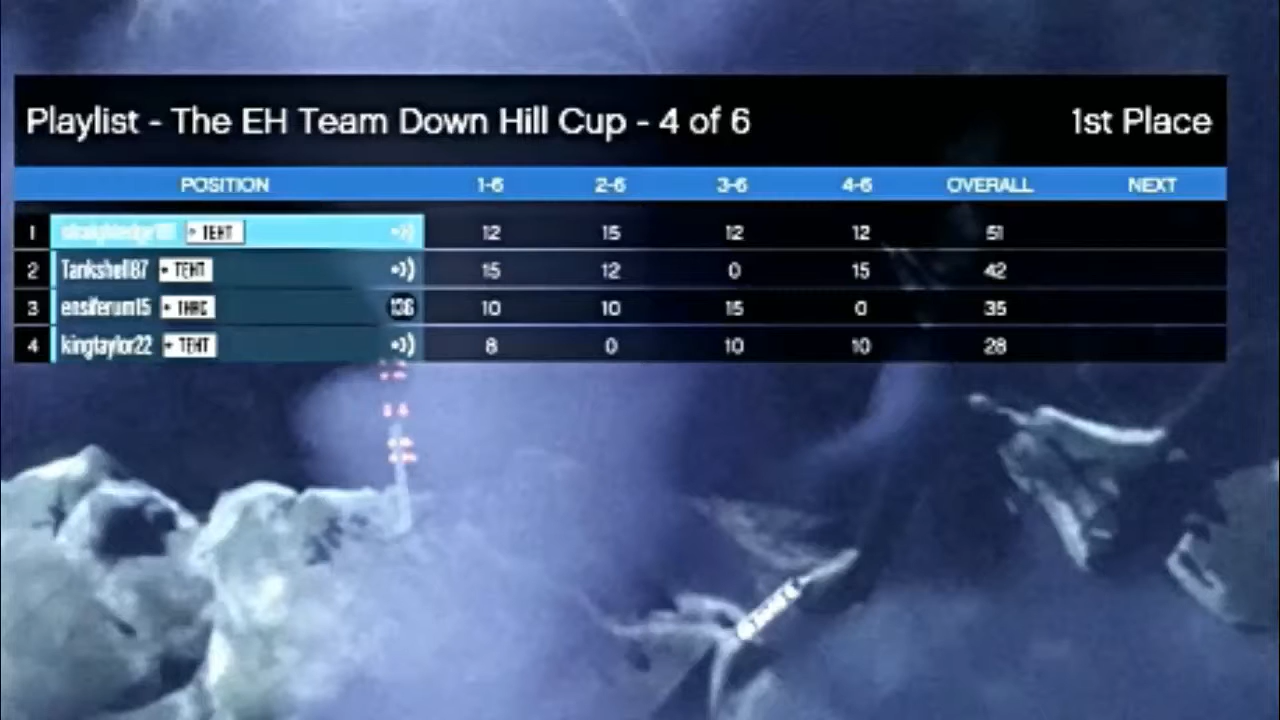 Playlist - The EH Team Down Hill Cup - 4 of 6 1st Place
POSITION 1-6 2-6 3-6 4-6 OVERALL NEXT
1 TEHT 12 15 12 12 51
2 Tankshell87 TEHT 15 12 0 15 42
3 ensiferum15 136 10 10 15 0 35
4 kingtaylor22 TEHT 8 0 10 10 28